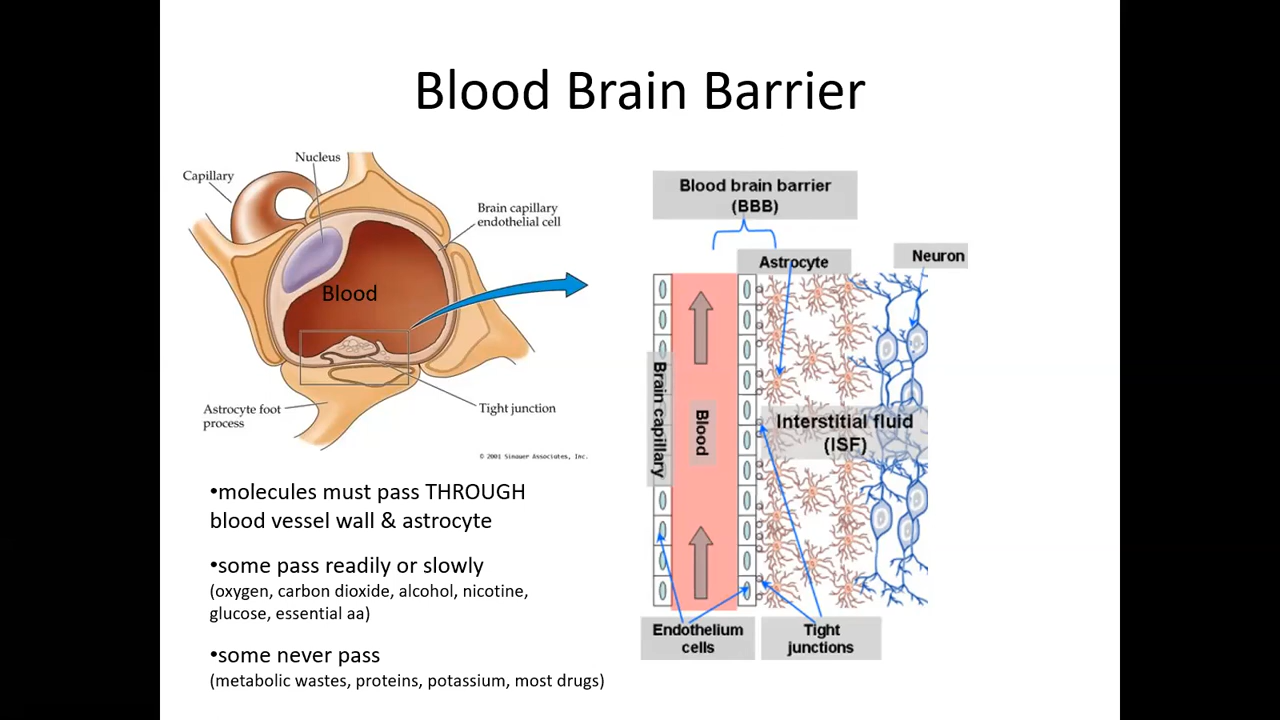 Blood Brain Barrier
Nucleus
Capillary
Brain capillary
endothelial cell
Blood
Astrocyte foot
process
Tight junction
© 2001 Sinauer Associates, Inc.
•molecules must pass THROUGH
blood vessel wall & astrocyte
•some pass readily or slowly
(oxygen, carbon dioxide, alcohol, nicotine,
glucose, essential aa)
•some never pass
(metabolic wastes, proteins, potassium, most drugs)
Blood brain barrier
(BBB)
Astrocyte
Neuron
Brain capillary
Blood
Interstitial fluid
(ISF)
Endothelium
cells
Tight
junctions